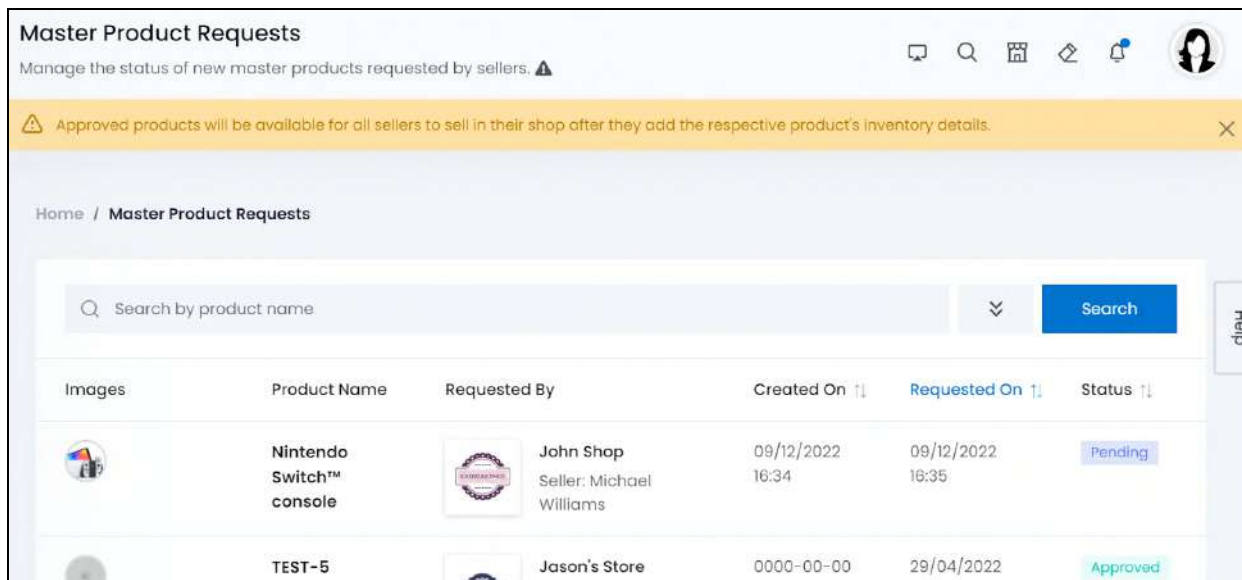 Master Product Requests
Manage the status of new master products requested by sellers.
Approved products will be available for all sellers to sell in their shop after they add the respective product's inventory details.
Home / Master Product Requests
Search by product name
Search
Help
Images Product Name Requested By Created On Requested On Status
Nintendo Switch™ console
John Shop
Seller: Michael Williams
09/12/2022 16:34
09/12/2022 16:35
Pending
TEST-5
Jason's Store
0000-00-00
29/04/2022
Approved